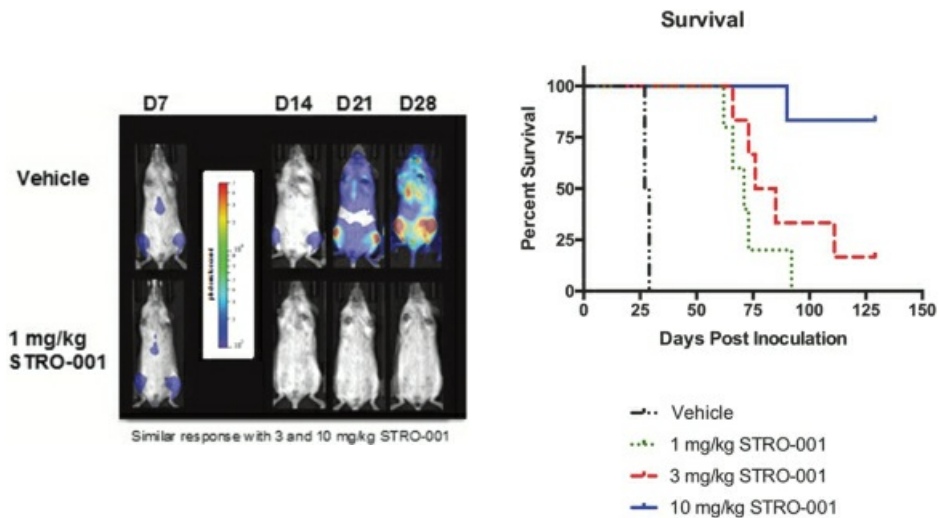 D7
D14
D21
D28
Vehicle
1 mg/kg
STRO-001
Similar response with 3 and 10 mg/kg STRO-001
Survival
Percent Survival
100
75
50
25
0
0
25
50
75
100
125
150
Days Post Inoculation
Vehicle
1 mg/kg STRO-001
3 mg/kg STRO-001
10 mg/kg STRO-001